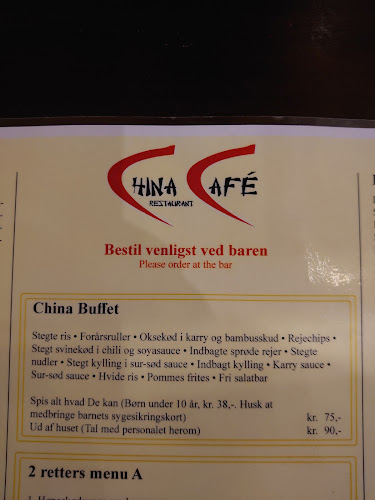 CHINA CAFÉ
RESTAURANT
Bestil venligst ved baren
Please order at the bar
China Buffet
Stegte ris • Forårsruller • Oksekød i karry og bambusskud • Rejechips •
Stegt svinekød i chili og soyasauce • Indbagte sprøde rejer • Stegte
nudler • Stegt kylling i sur-sød sauce • Indbagt kylling • Karry sauce •
Sur-sød sauce • Hvide ris • Pommes frites • Fri salatbar
Spis alt hvad De kan (Børn under 10 år, kr. 38,-. Husk at
medbringe barnets sygesikringskort) kr. 75,-
Ud af huset (Tal med personalet herom) kr. 90,-
2 retters menu A